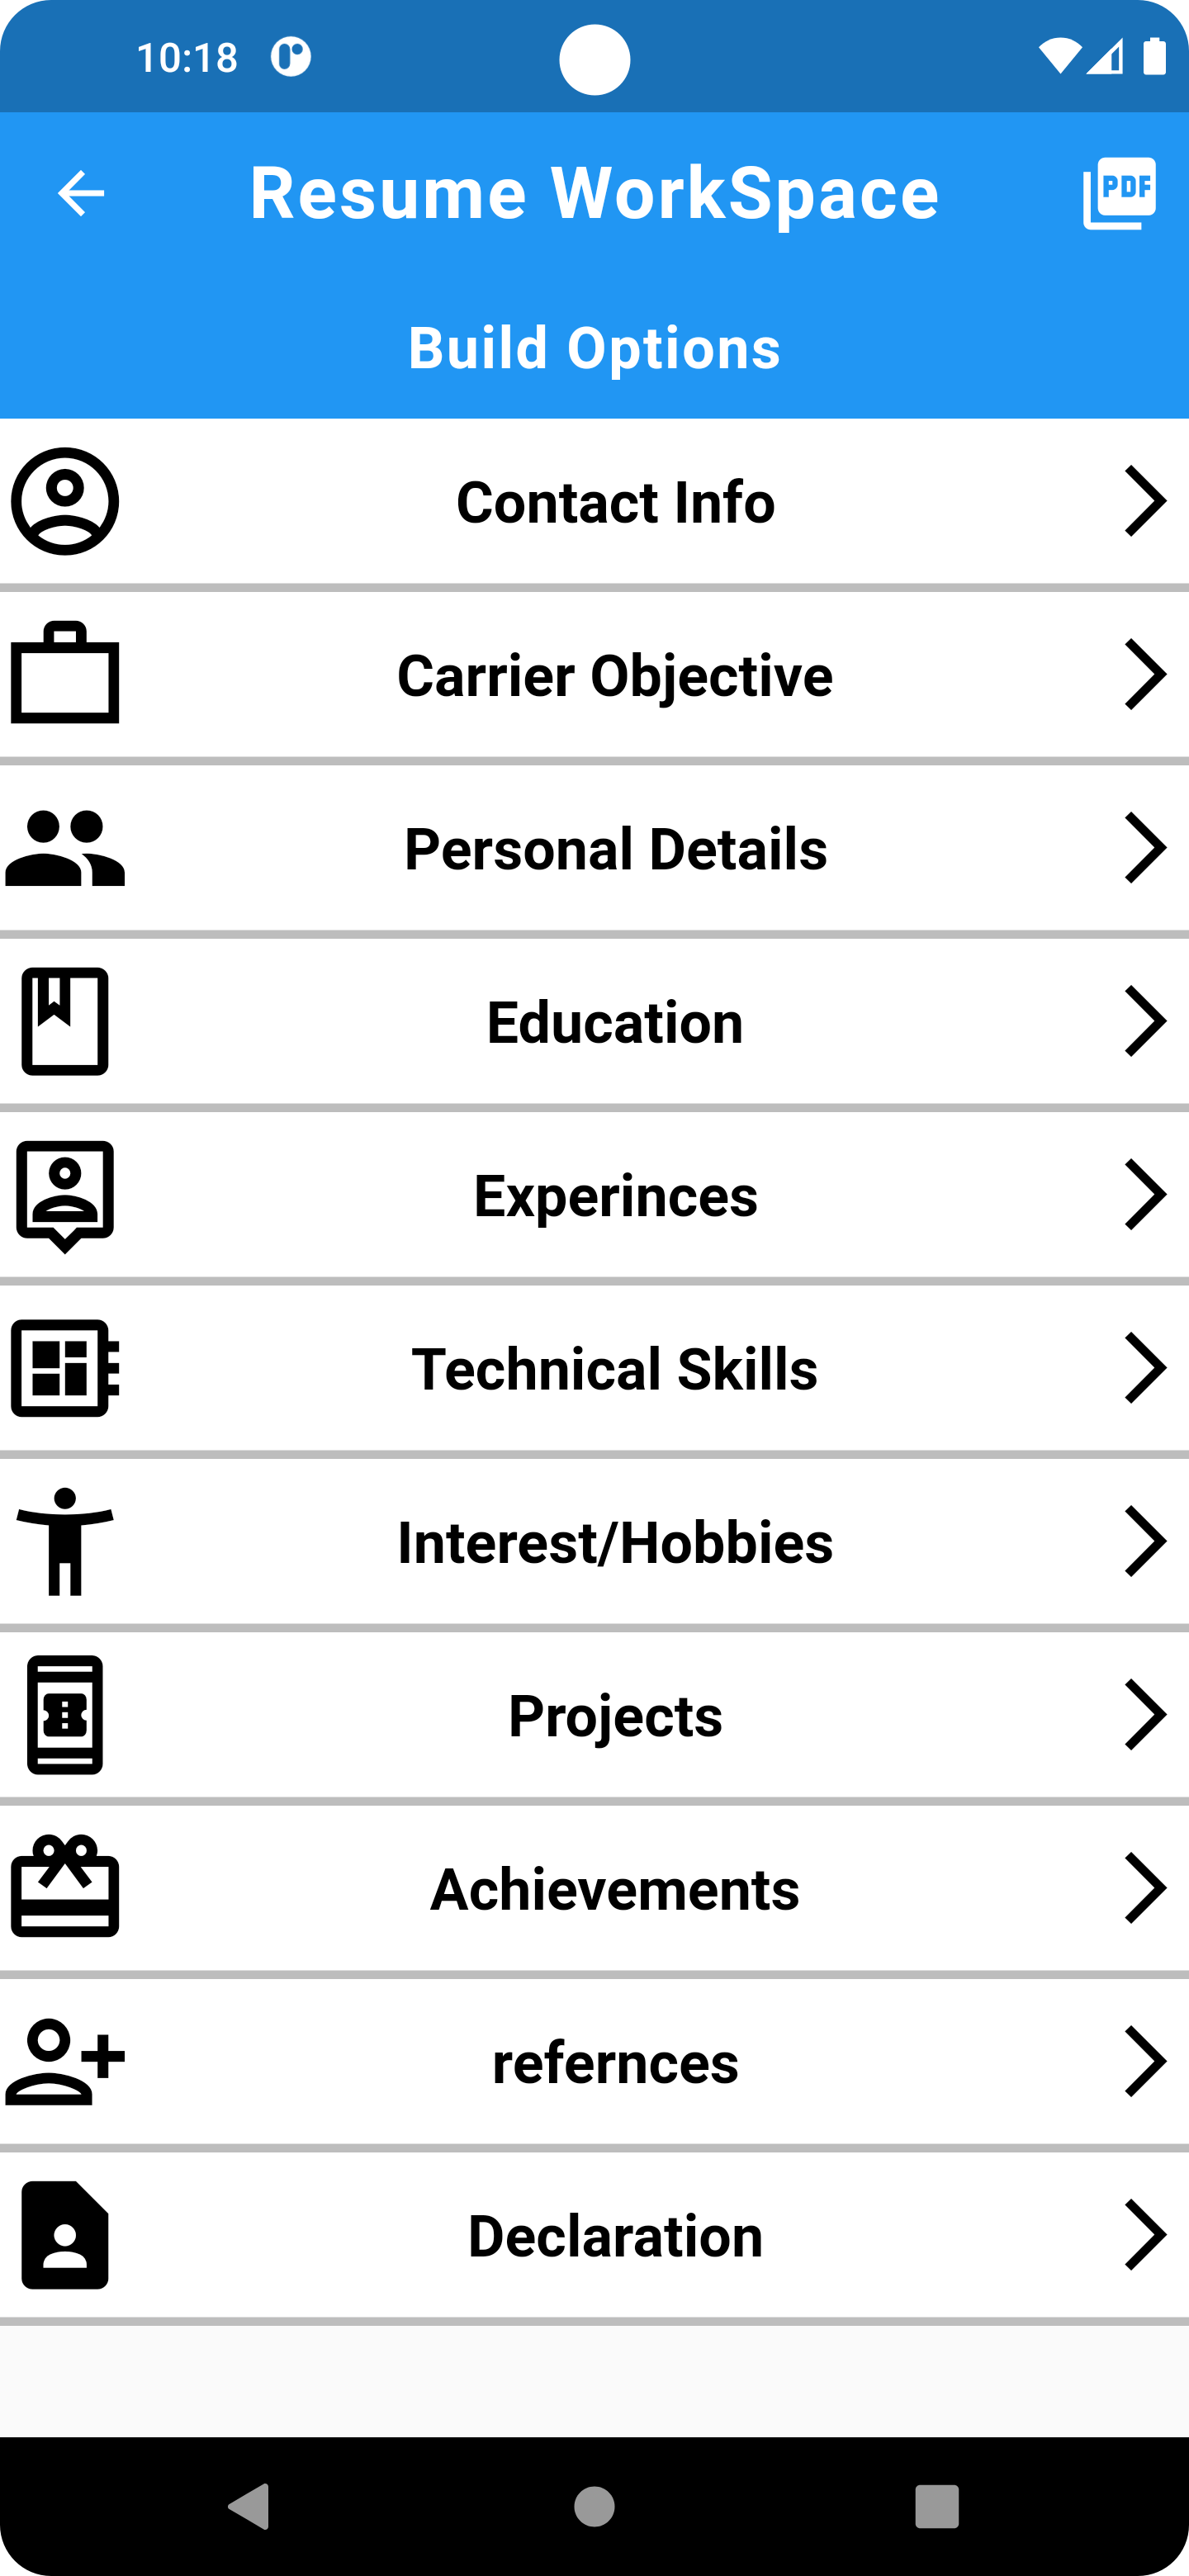 10:18
Resume WorkSpace
PDF
Build Options
Contact Info
Carrier Objective
Personal Details
Education
Experinces
Technical Skills
Interest/Hobbies
Projects
Achievements
refernces
Declaration